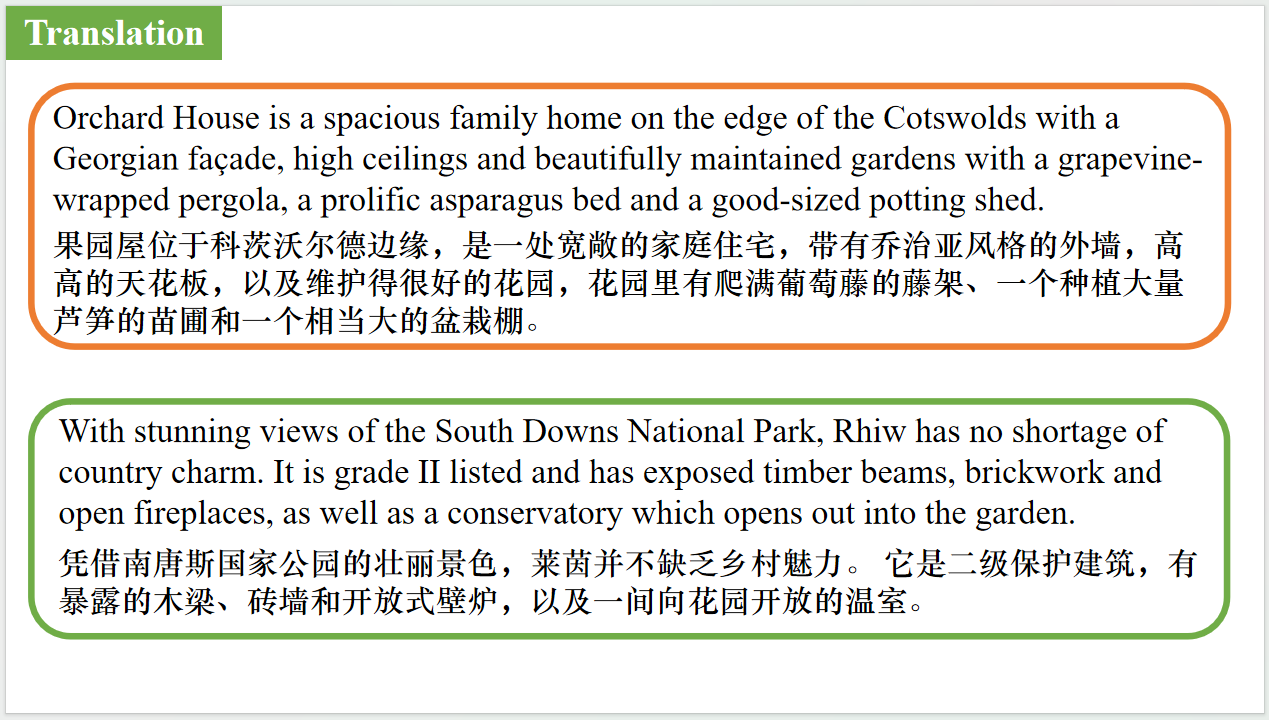 Translation
Orchard House is a spacious family home on the edge of the Cotswolds with a
Georgian façade, high ceilings and beautifully maintained gardens with a grapevine-
wrapped pergola, a prolific asparagus bed and a good-sized potting shed.
果园屋位于科茨沃尔德边缘，是一处宽敞的家庭住宅，带有乔治亚风格的外墙，高
高的天花板，以及维护得很好的花园，花园里有爬满葡萄藤的藤架、一个种植大量
芦笋的苗圃和一个相当大的盆栽棚。
With stunning views of the South Downs National Park, Rhiw has no shortage of
country charm. It is grade II listed and has exposed timber beams, brickwork and
open fireplaces, as well as a conservatory which opens out into the garden.
凭借南唐斯国家公园的壮丽景色，莱茵并不缺乏乡村魅力。 它是二级保护建筑，有
暴露的木梁、砖墙和开放式壁炉，以及一间向花园开放的温室。